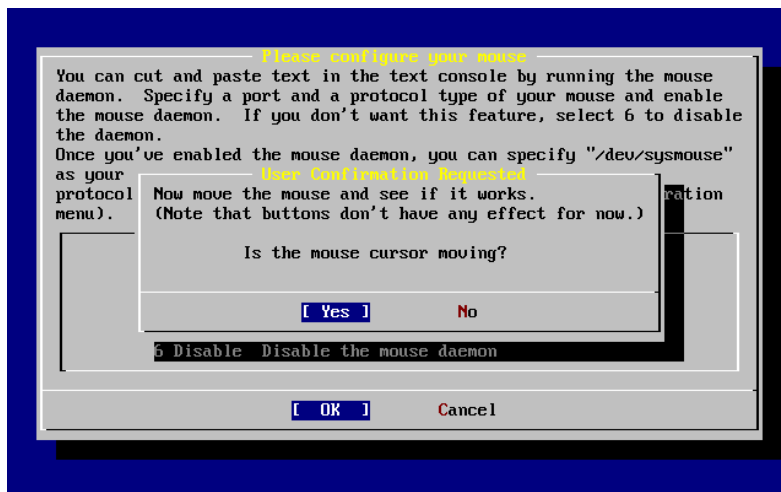 Please configure your mouse
You can cut and paste text in the text console by running the mouse
daemon.  Specify a port and a protocol type of your mouse and enable
the mouse daemon.  If you don't want this feature, select 6 to disable
the daemon.
Once you've enabled the mouse daemon, you can specify "/dev/sysmouse"
as your
protocol ration
menu).
User Confirmation Requested
Now move the mouse and see if it works.
(Note that buttons don't have any effect for now.)
Is the mouse cursor moving?
[ Yes ] No
6 Disable  Disable the mouse daemon
[ OK ] Cancel